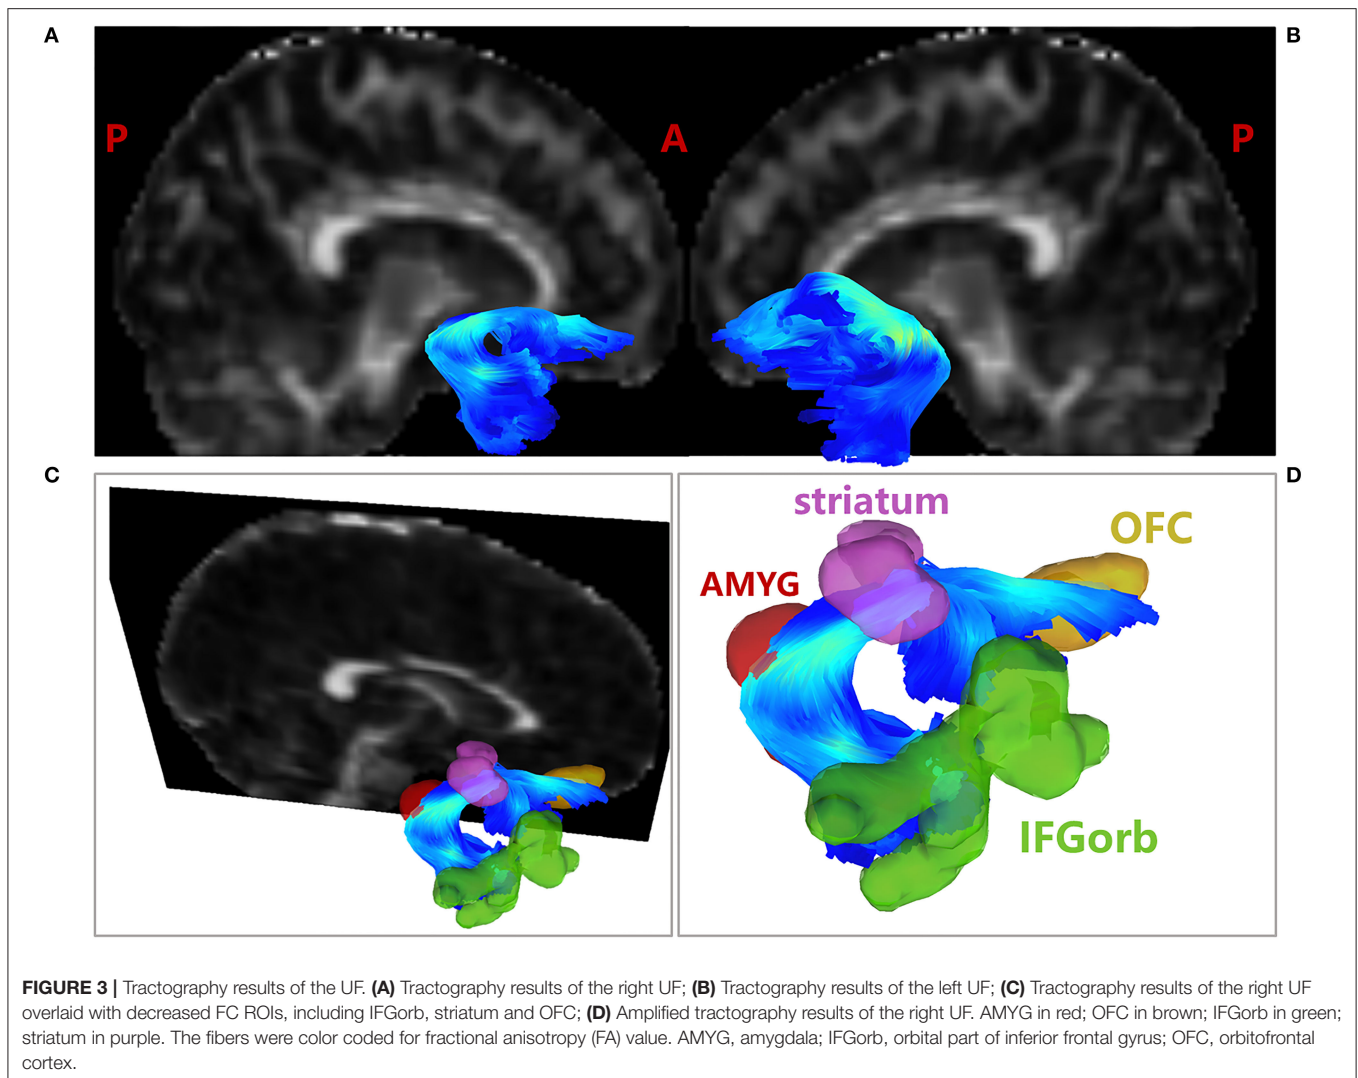 A
B
P
A
P
C
D
striatum
OFC
AMYG
IFGorb
FIGURE 3 | Tractography results of the UF. (A) Tractography results of the right UF; (B) Tractography results of the left UF; (C) Tractography results of the right UF
overlaid with decreased FC ROIs, including IFGorb, striatum and OFC; (D) Amplified tractography results of the right UF. AMYG in red; OFC in brown; IFGorb in green;
striatum in purple. The fibers were color coded for fractional anisotropy (FA) value. AMYG, amygdala; IFGorb, orbital part of inferior frontal gyrus; OFC, orbitofrontal
cortex.